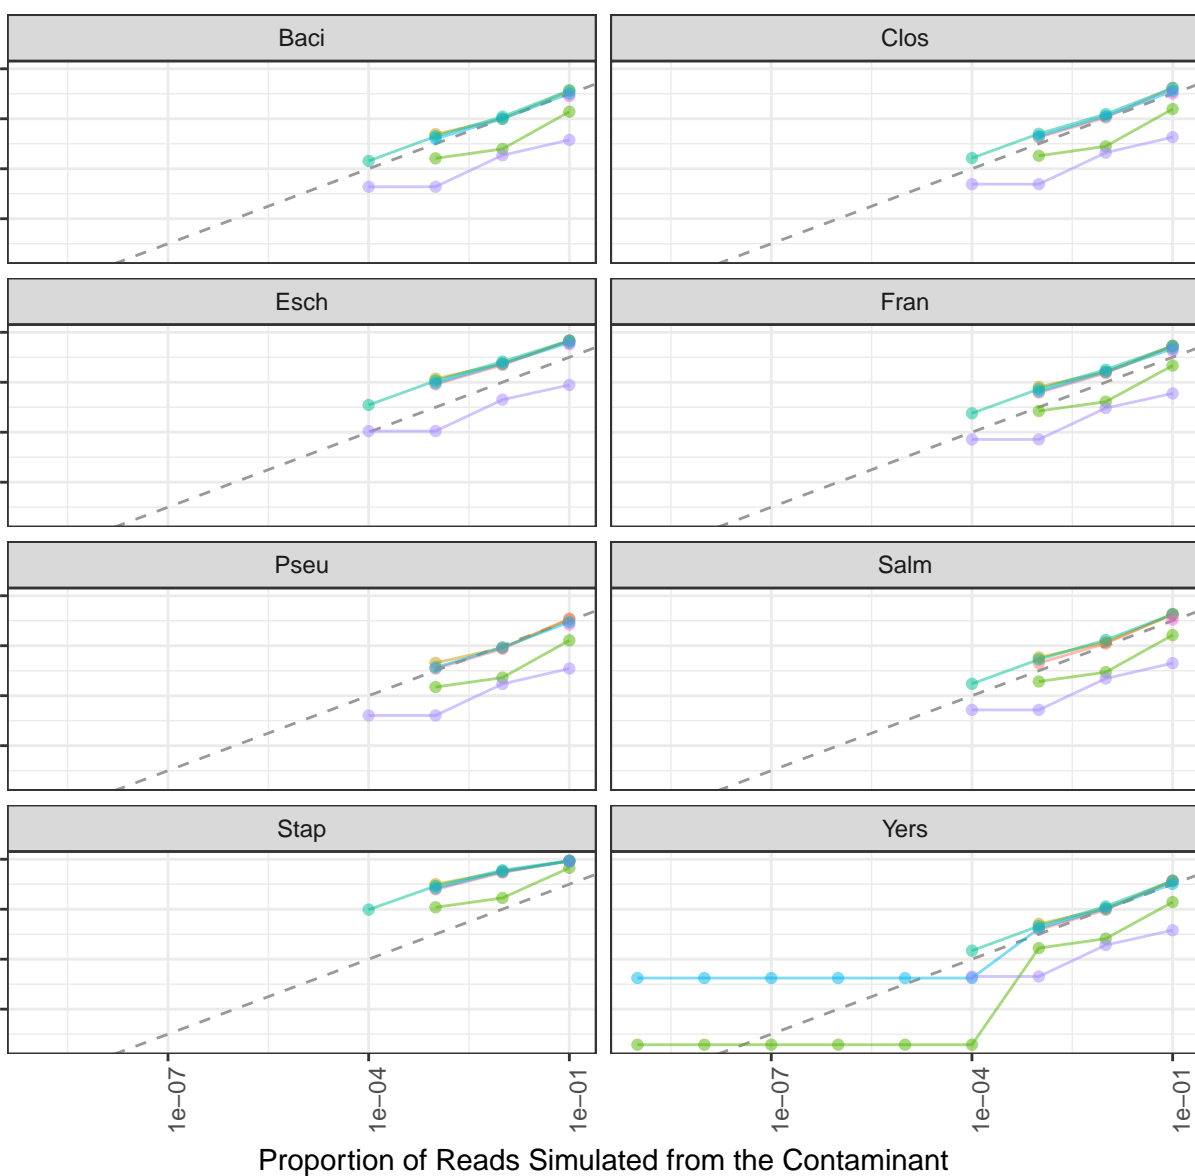 Baci
Clos
Esch
Fran
Pseu
Salm
Stap
Yers
1e−07
1e−04
1e−01
1e−07
1e−04
1e−01
Proportion of Reads Simulated from the Contaminant